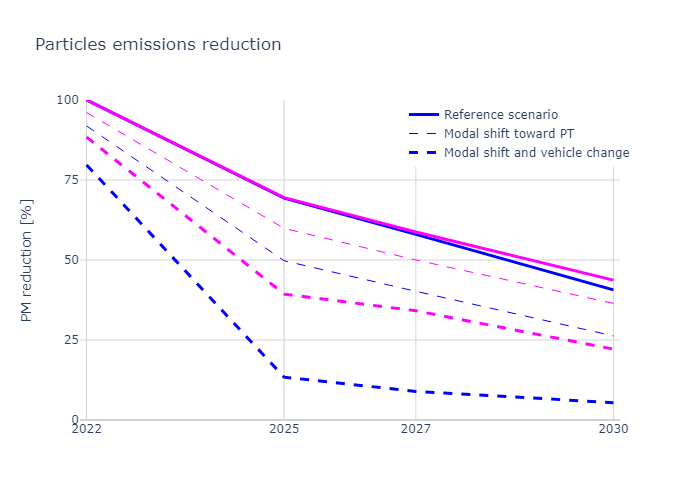 Particles emissions reduction
Reference scenario
Modal shift toward PT
Modal shift and vehicle change
PM reduction [%]
100
75
50
25
0
2022
2025
2027
2030